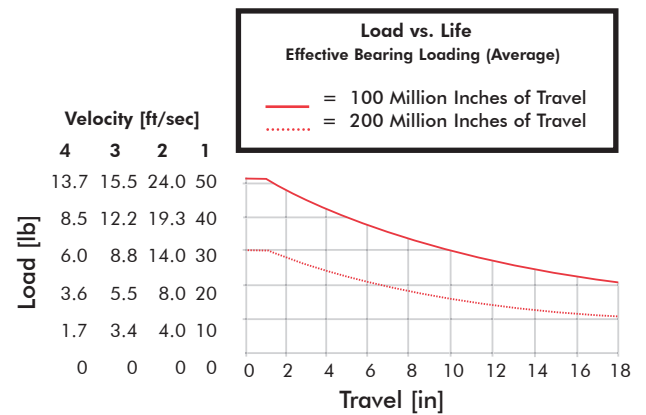 Load vs. Life
Effective Bearing Loading (Average)
= 100 Million Inches of Travel
= 200 Million Inches of Travel
Velocity [ft/sec]
4 3 2 1
13.7 15.5 24.0 50
8.5 12.2 19.3 40
6.0 8.8 14.0 30
3.6 5.5 8.0 20
1.7 3.4 4.0 10
0 0 0 0
Load [lb]
0 2 4 6 8 10 12 14 16 18
Travel [in]